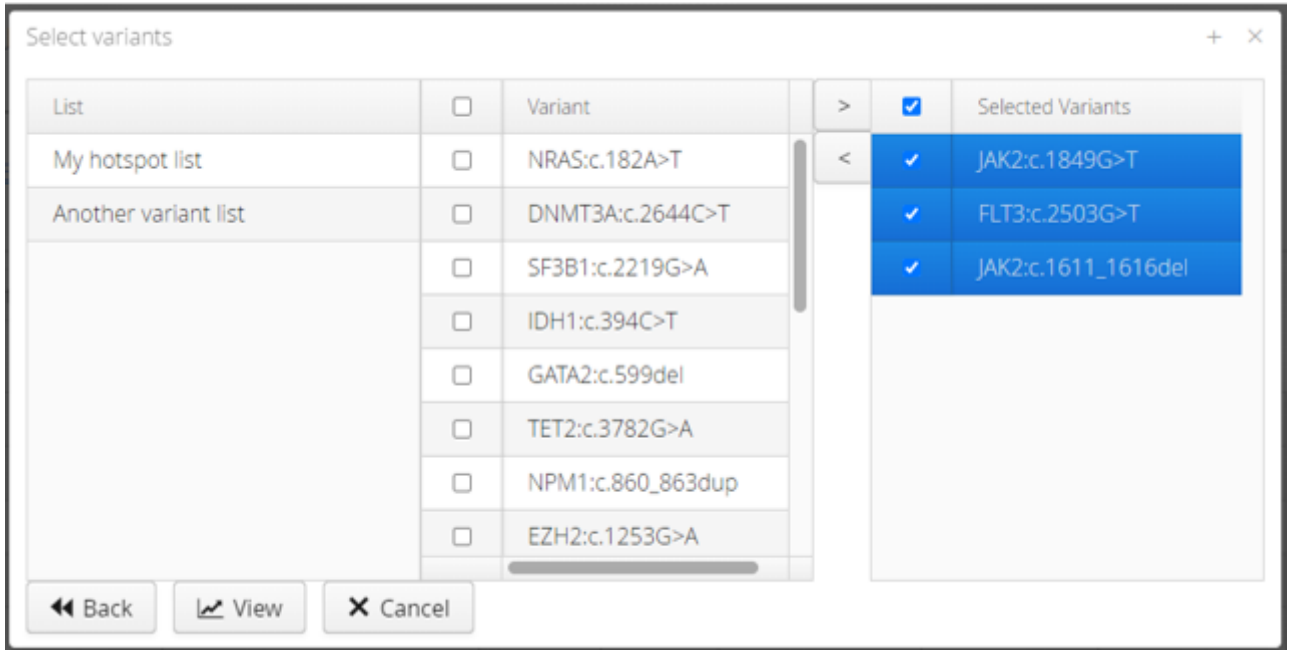 Select variants + ×
List Variant > Selected Variants
My hotspot list NRAS:c.182A>T < JAK2:c.1849G>T
Another variant list DNMT3A:c.2644C>T FLT3:c.2503G>T
SF3B1:c.2219G>A JAK2:c.1611_1616del
IDH1:c.394C>T
GATA2:c.599del
TET2:c.3782G>A
NPM1:c.860_863dup
EZH2:c.1253G>A
Back View Cancel